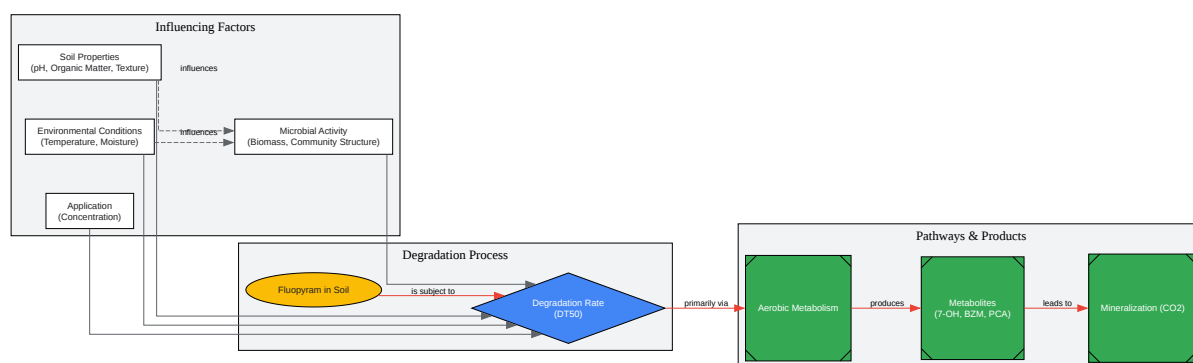 Influencing Factors
Soil Properties
(pH, Organic Matter, Texture)
influences
Environmental Conditions
(Temperature, Moisture)
influences
Microbial Activity
(Biomass, Community Structure)
Application
(Concentration)
Degradation Process
Fluopyram in Soil
is subject to
Degradation Rate
(DT50)
primarily via
Pathways & Products
Aerobic Metabolism
produces
Metabolites
(7-OH, BZM, PCA)
leads to
Mineralization (CO2)